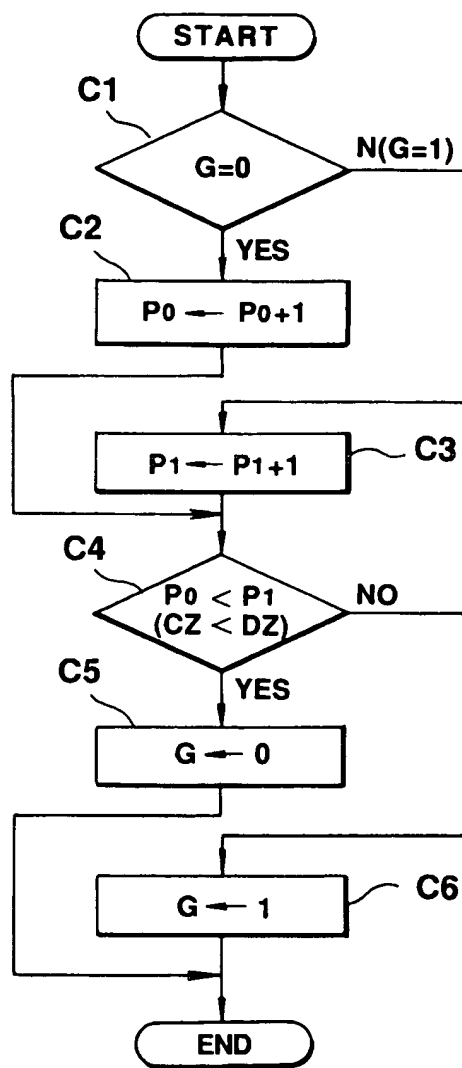 START
C1
G=0
N(G=1)
C2
YES
P0 ← P0+1
P1 ← P1+1
C3
C4
P0 < P1
(CZ < DZ)
NO
C5
YES
G ← 0
G ← 1
C6
END